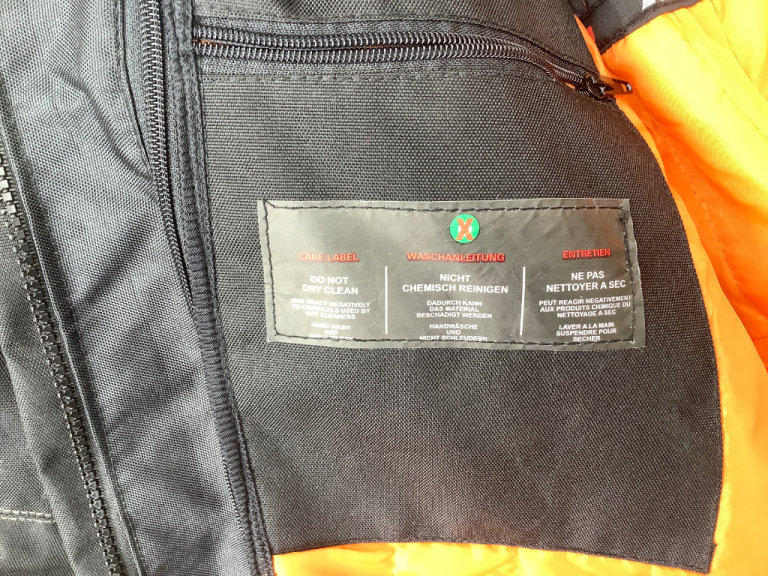 X
CARE LABEL
DO NOT
DRY CLEAN
MAY REACT NEGATIVELY
TO CHEMICALS USED BY
DRY CLEANERS
HAND WASH
AND
WASCHANLEITUNG
NICHT
CHEMISCH REINIGEN
DADURCH KANN
DAS MATERIAL
BESCHADIGT WERDEN
HANDWÄSCHE
UND
NICHT SCHLEUDERN
ENTRETIEN
NE PAS
NETTOYER A SEC
PEUT REAGIR NEGATIVEMENT
AUX PRODUITS CHIMIQUE DU
NETTOYAGE A SEC
LAVER A LA MAIN
SUSPENDRE POUR
SECHER